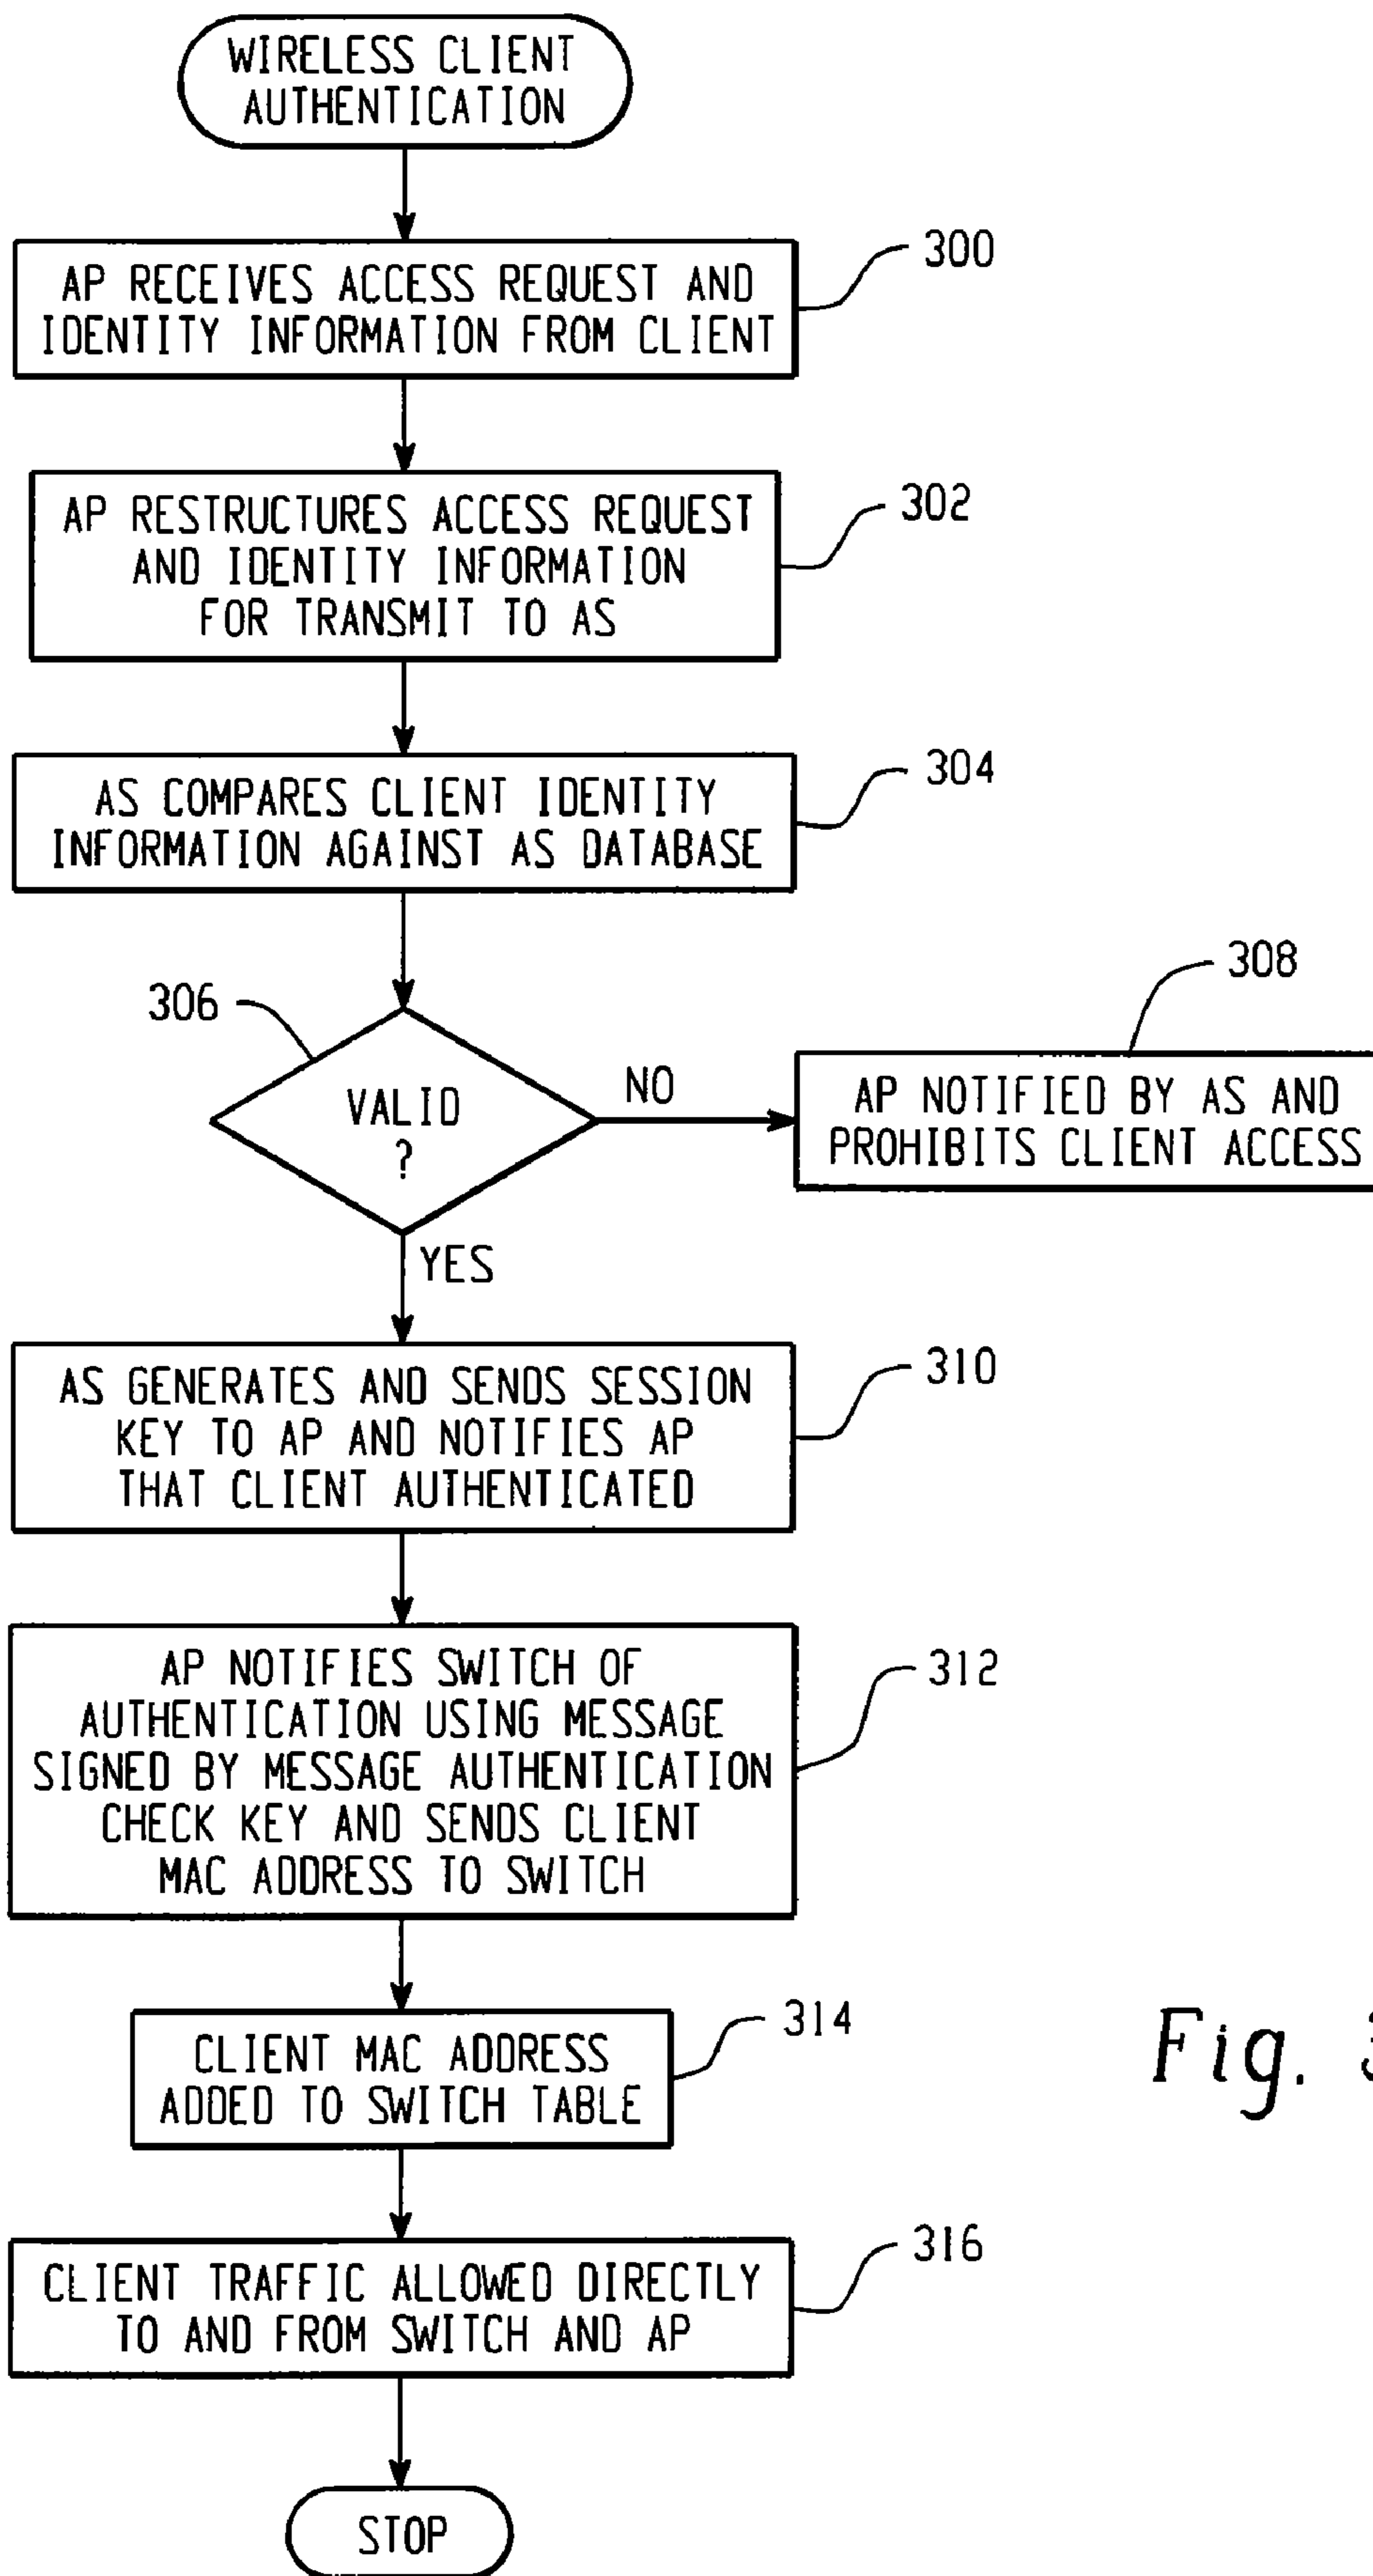 WIRELESS CLIENT
AUTHENTICATION
300
AP RECEIVES ACCESS REQUEST AND
IDENTITY INFORMATION FROM CLIENT
302
AP RESTRUCTURES ACCESS REQUEST
AND IDENTITY INFORMATION
FOR TRANSMIT TO AS
304
AS COMPARES CLIENT IDENTITY
INFORMATION AGAINST AS DATABASE
306
VALID
?
NO
308
AP NOTIFIED BY AS AND
PROHIBITS CLIENT ACCESS
YES
310
AS GENERATES AND SENDS SESSION
KEY TO AP AND NOTIFIES AP
THAT CLIENT AUTHENTICATED
312
AP NOTIFIES SWITCH OF
AUTHENTICATION USING MESSAGE
SIGNED BY MESSAGE AUTHENTICATION
CHECK KEY AND SENDS CLIENT
MAC ADDRESS TO SWITCH
314
CLIENT MAC ADDRESS
ADDED TO SWITCH TABLE
Fig. 3
316
CLIENT TRAFFIC ALLOWED DIRECTLY
TO AND FROM SWITCH AND AP
STOP